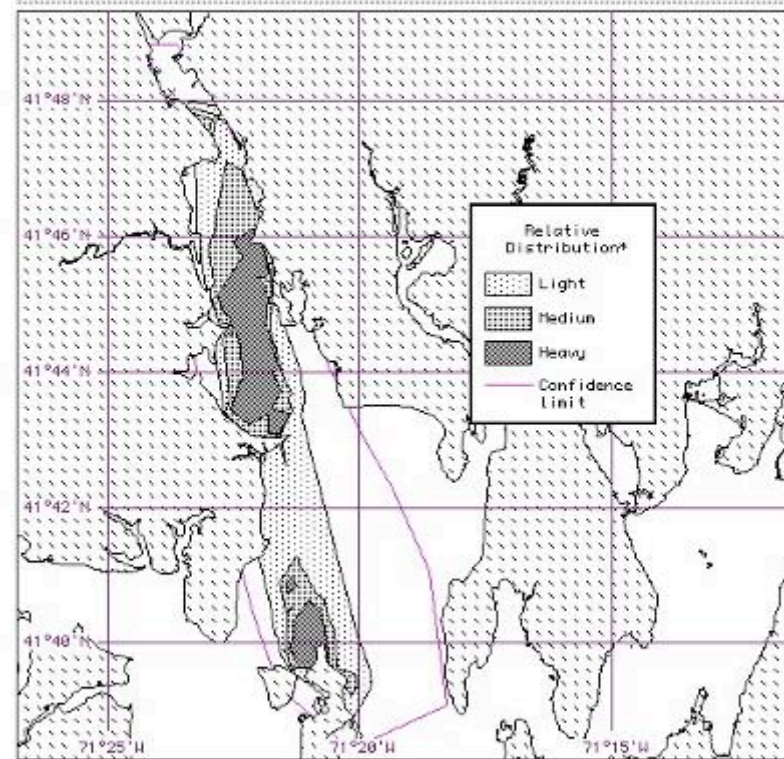 41°48'N
41°46'N
Relative
Distribution*
Light
Medium
Heavy
Confidence
limit
41°44'N
41°42'N
41°40'N
71°25'W
71°20'W
71°15'W